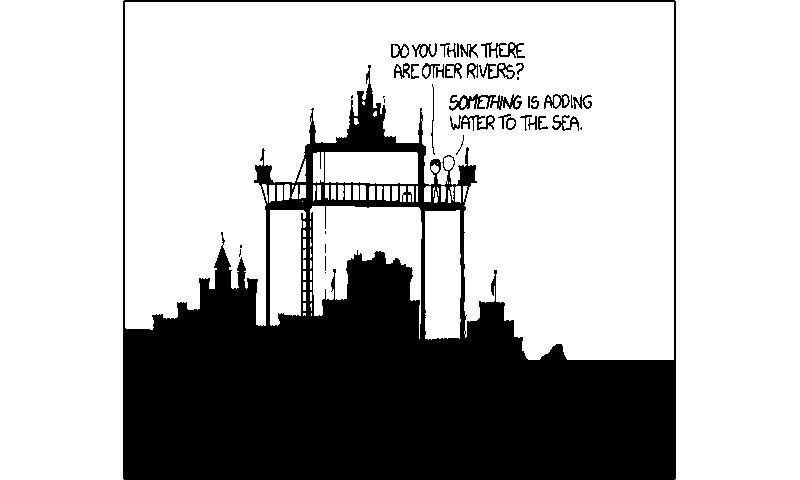 DO YOU THINK THERE
ARE OTHER RIVERS?
SOMETHING IS ADDING
WATER TO THE SEA.